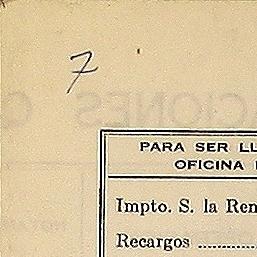 7
PARA SER LL
OFICINA
Impto. S. la Ren
Recargos ..........